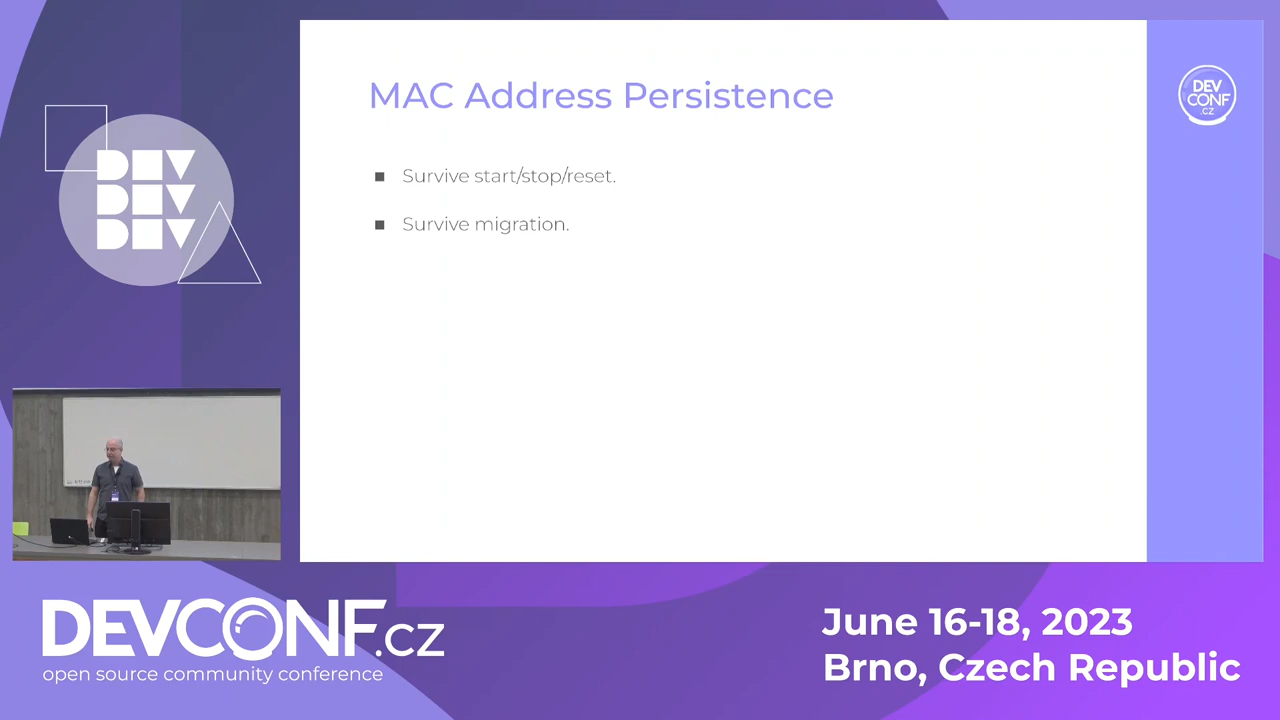 MAC Address Persistence
DEV
CONF
.CZ
▪ Survive start/stop/reset.
▪ Survive migration.
DEV
DEV
DEV
DEVCONF.cz
open source community conference
June 16-18, 2023
Brno, Czech Republic